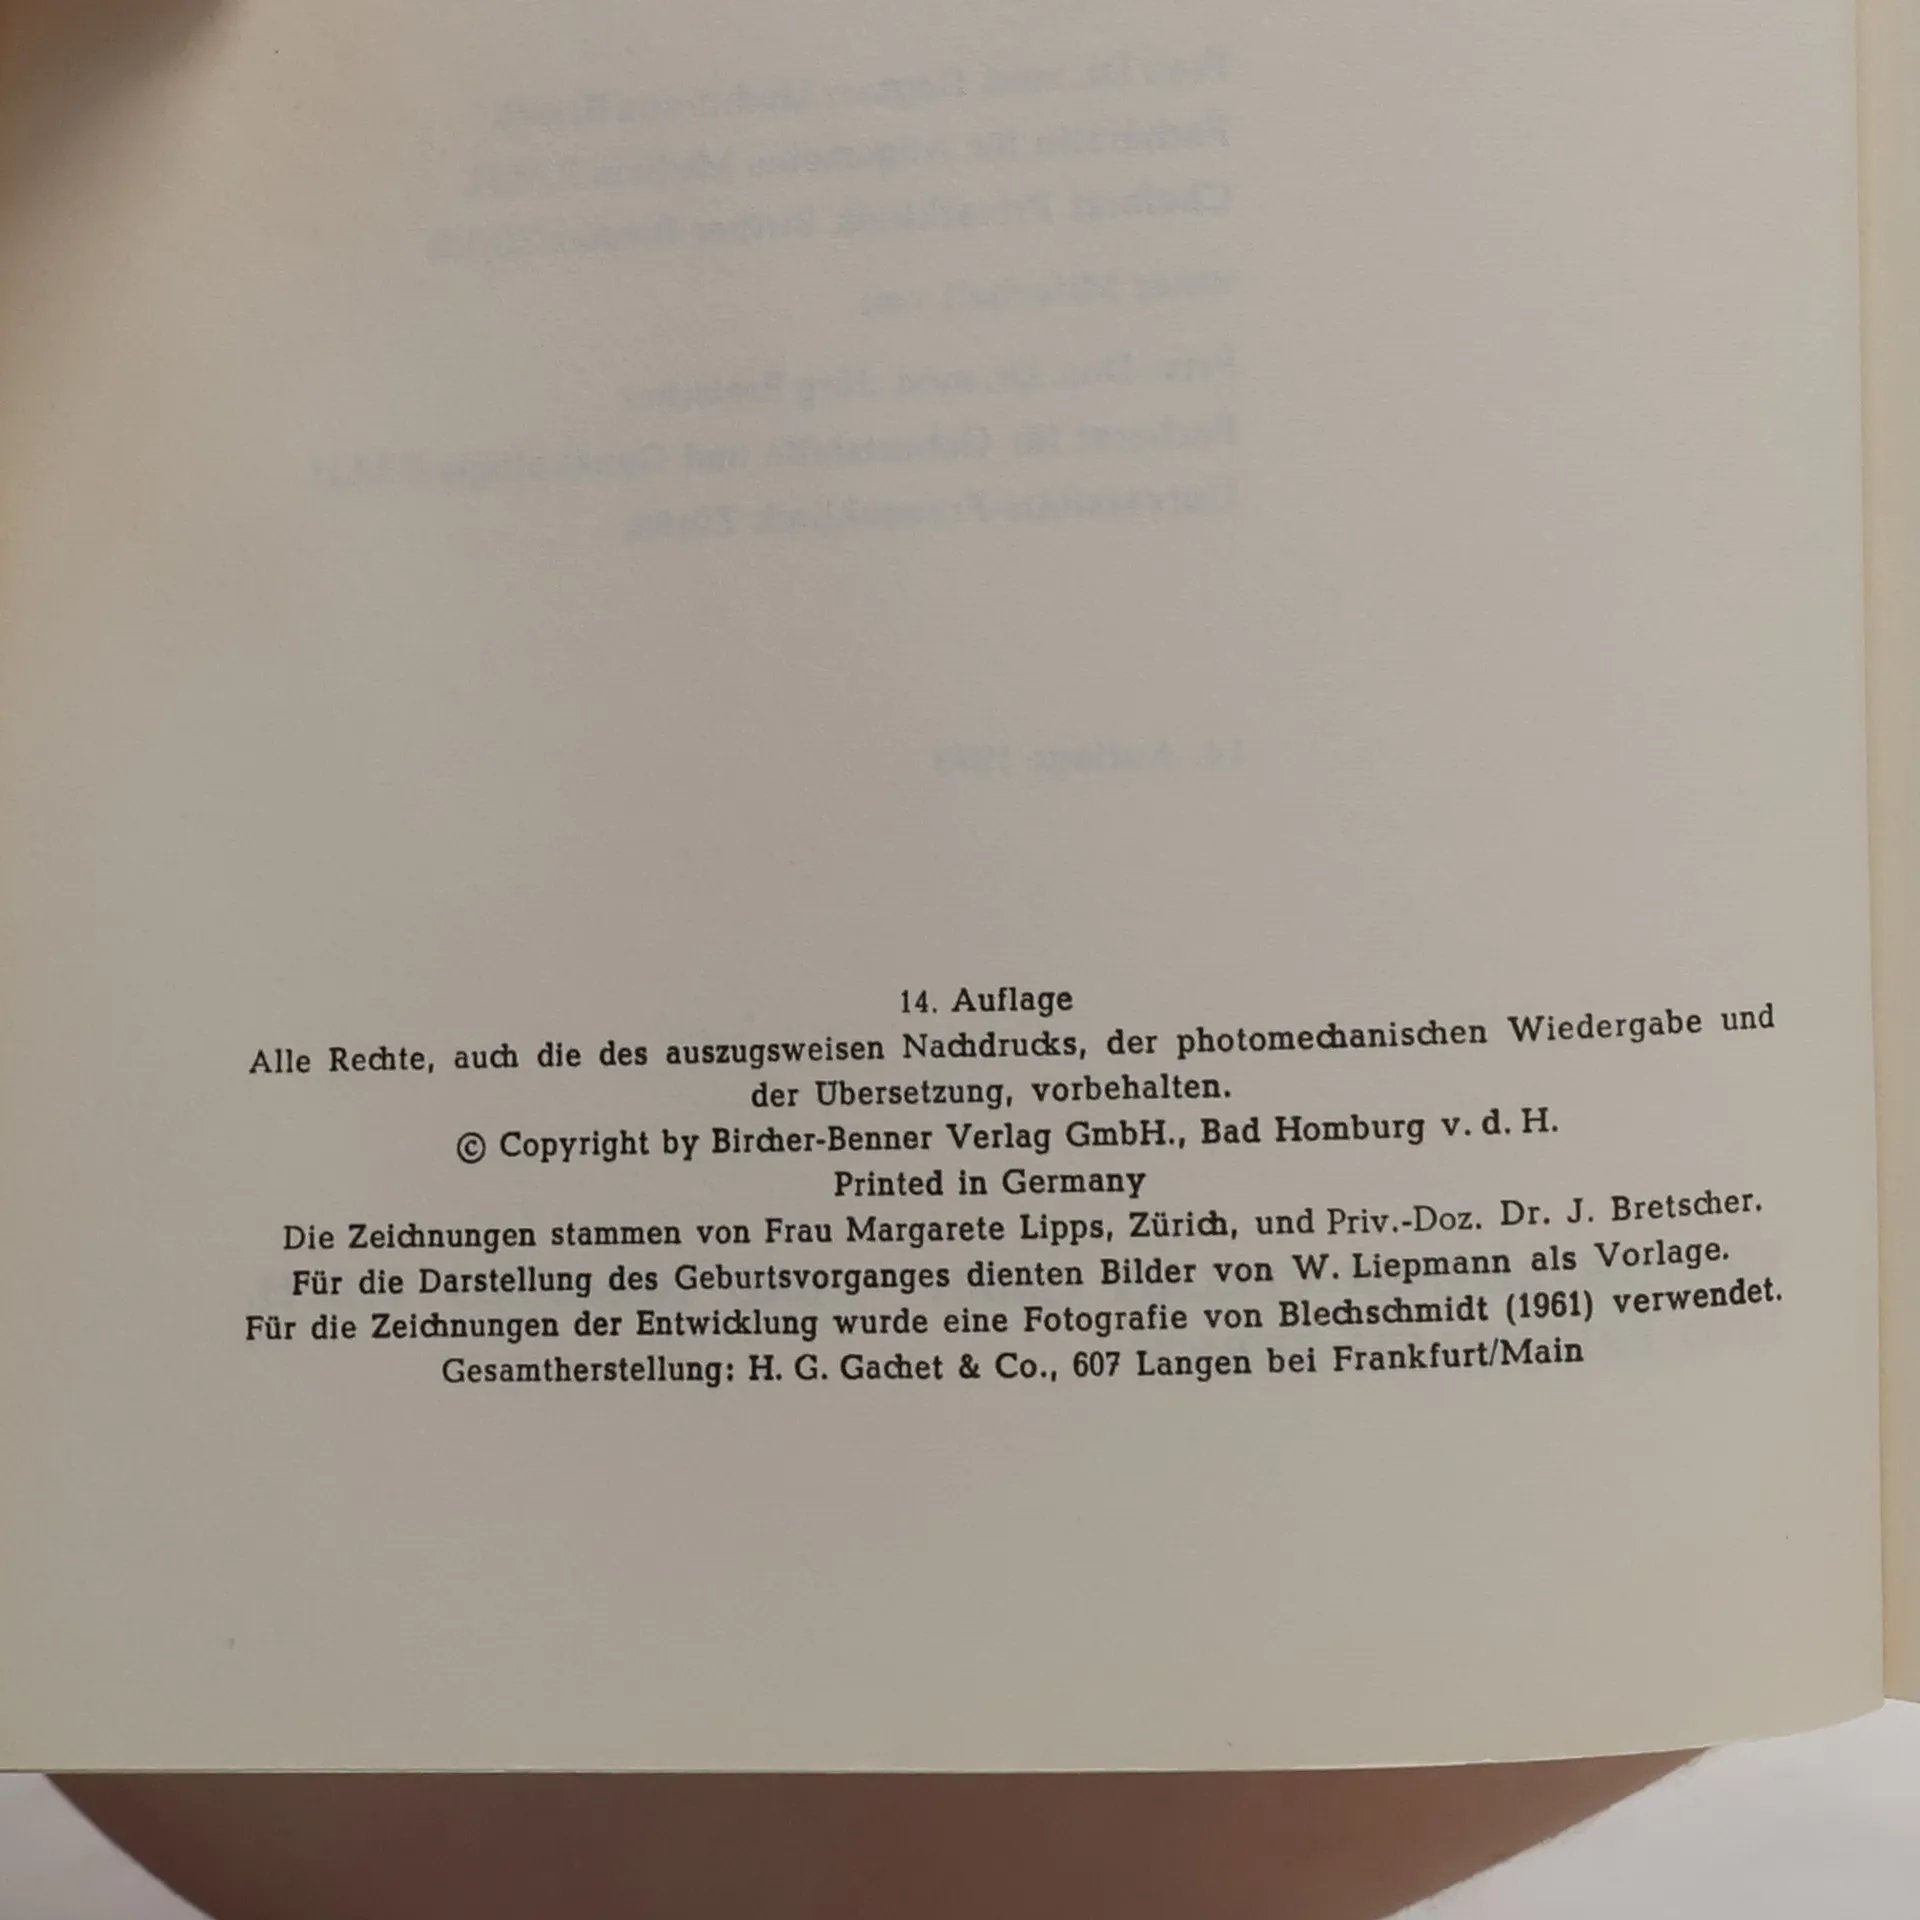 14. Auflage
Alle Rechte, auch die des auszugsweisen Nachdrucks, der photomechanischen Wiedergabe und
der Übersetzung, vorbehalten.
© Copyright by Bircher-Benner Verlag GmbH., Bad Homburg v. d. H.
Printed in Germany
Die Zeichnungen stammen von Frau Margarete Lipps, Zürich, und Priv.-Doz. Dr. J. Bretscher.
Für die Darstellung des Geburtsvorganges dienten Bilder von W. Liepmann als Vorlage.
Für die Zeichnungen der Entwicklung wurde eine Fotografie von Blechschmidt (1961) verwendet.
Gesamtherstellung: H. G. Gachet & Co., 607 Langen bei Frankfurt/Main